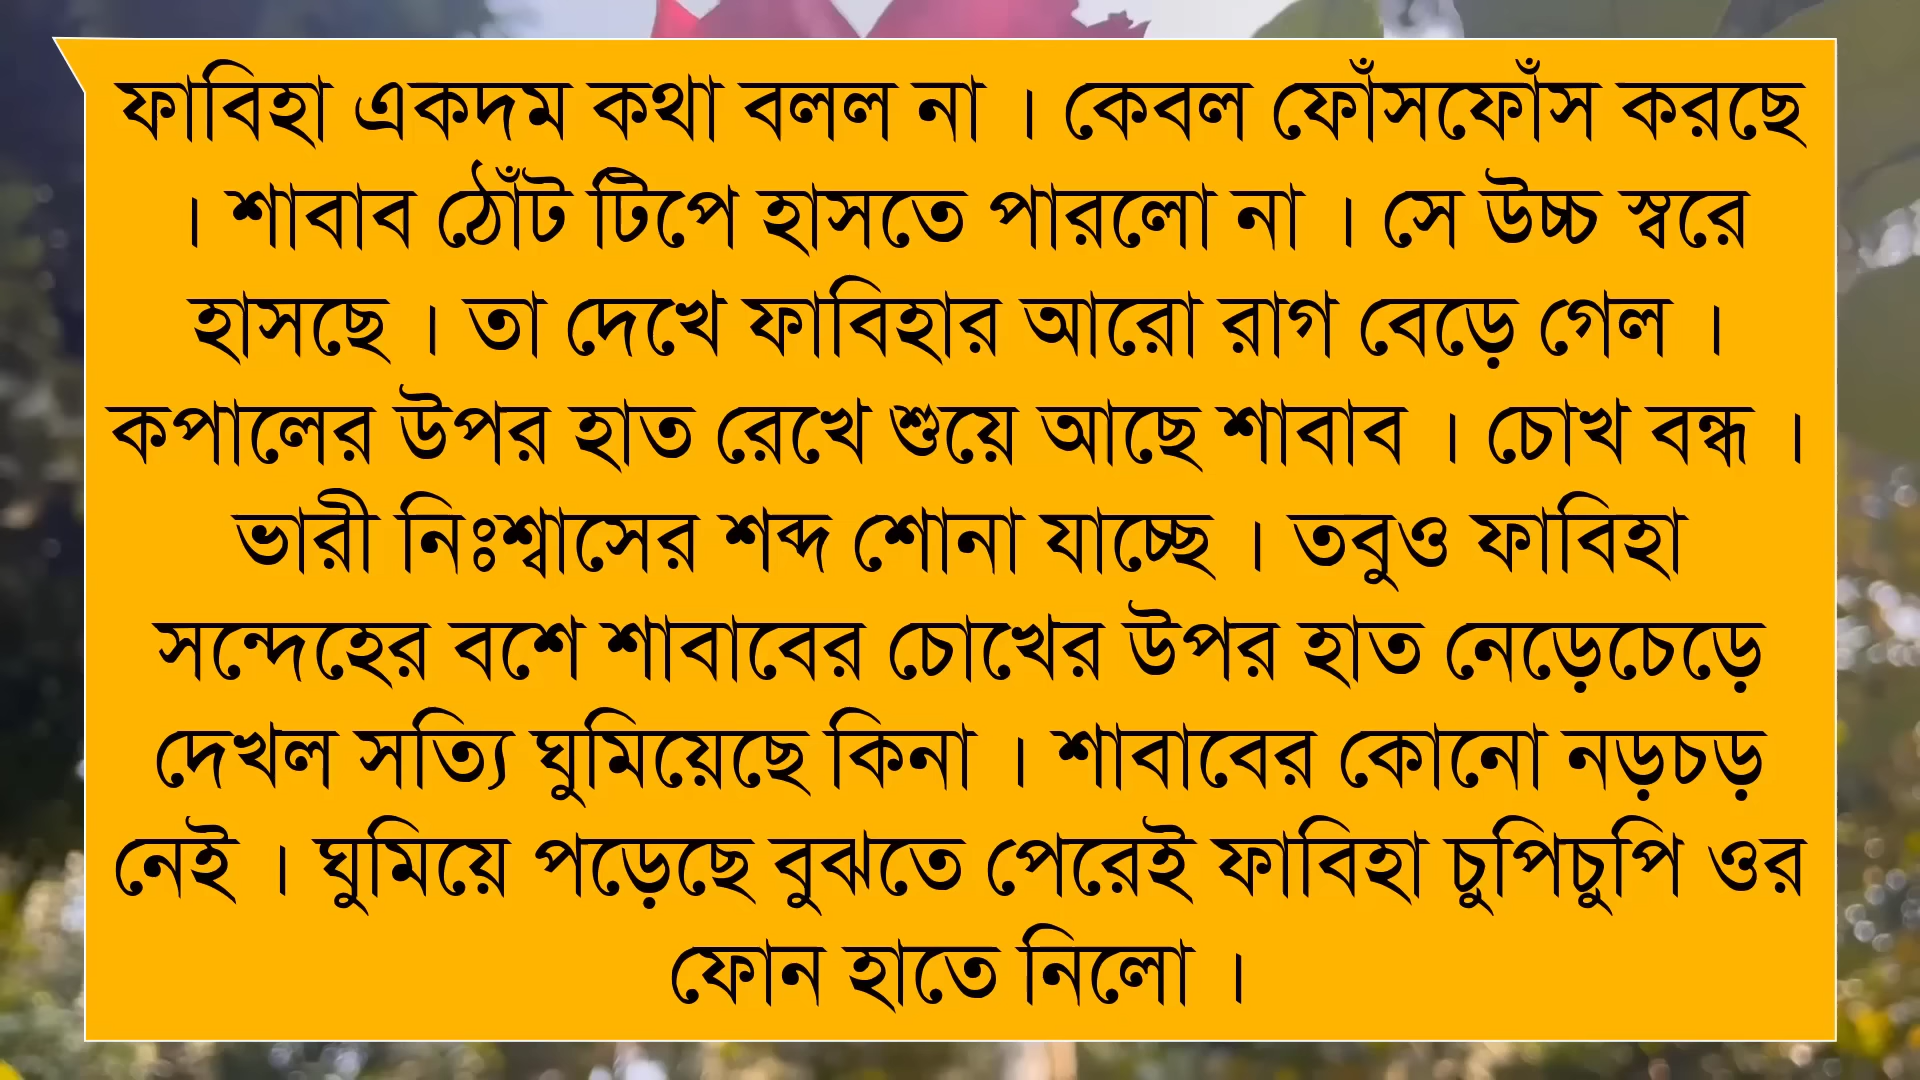 ফাবিহা একদম কথা বলল না । কেবল ফোঁসফোঁস করছে
। শাবাব ঠোঁট টিপে হাসতে পারলো না । সে উচ্চ স্বরে
হাসছে । তা দেখে ফাবিহার আরো রাগ বেড়ে গেল ।
কপালের উপর হাত রেখে শুয়ে আছে শাবাব । চোখ বন্ধ ।
ভারী নিঃশ্বাসের শব্দ শোনা যাচ্ছে । তবুও ফাবিহা
সন্দেহের বশে শাবাবের চোখের উপর হাত নেড়েচেড়ে
দেখল সত্যি ঘুমিয়েছে কিনা । শাবাবের কোনো নড়চড়
নেই । ঘুমিয়ে পড়েছে বুঝতে পেরেই ফাবিহা চুপিচুপি ওর
ফোন হাতে নিলো ।